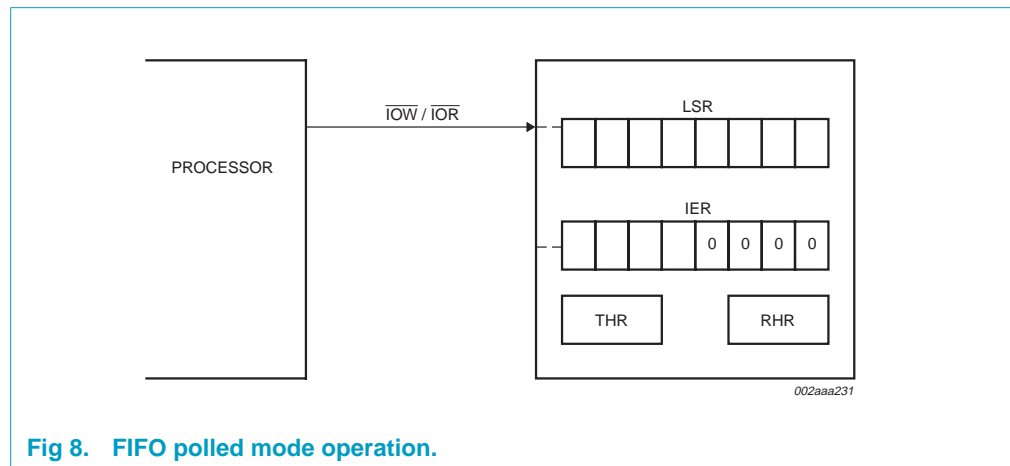 IOW / IOR
LSR
PROCESSOR
IER
0 0 0 0
THR RHR
002aaa231
Fig 8. FIFO polled mode operation.